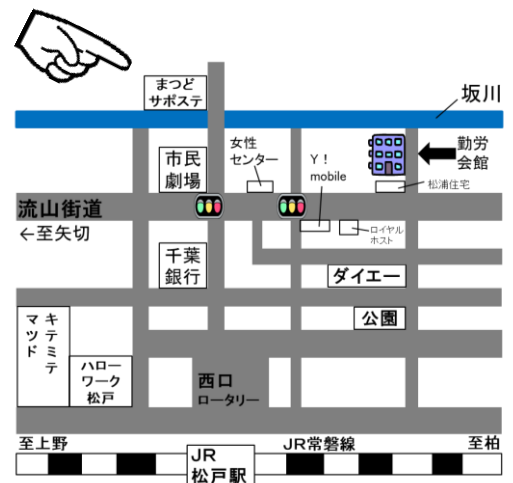 まつど
サポステ
坂川
市民
劇場
女性
センター
Y！
mobile
勤労
会館
松浦住宅
流山街道
←至矢切
ロイヤル
ホスト
千葉
銀行
ダイエー
公園
キテミテ
マツド
ハロー
ワーク
松戸
西口
ロータリー
至上野
JR常磐線
至柏
JR
松戸駅